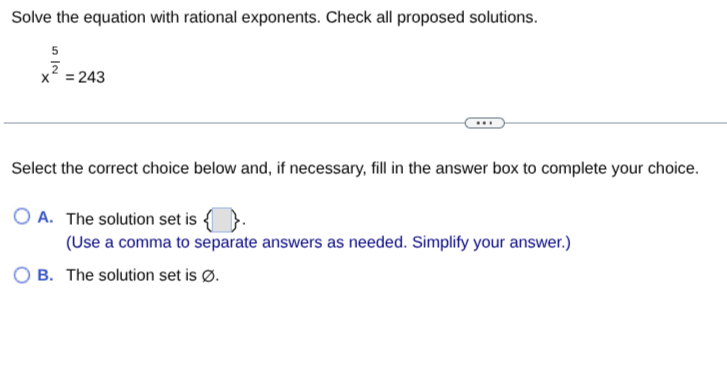 Solve the equation with rational exponents. Check all proposed solutions.
x^(5/2) = 243
Select the correct choice below and, if necessary, fill in the answer box to complete your choice.
A. The solution set is { }.
(Use a comma to separate answers as needed. Simplify your answer.)
B. The solution set is ∅.